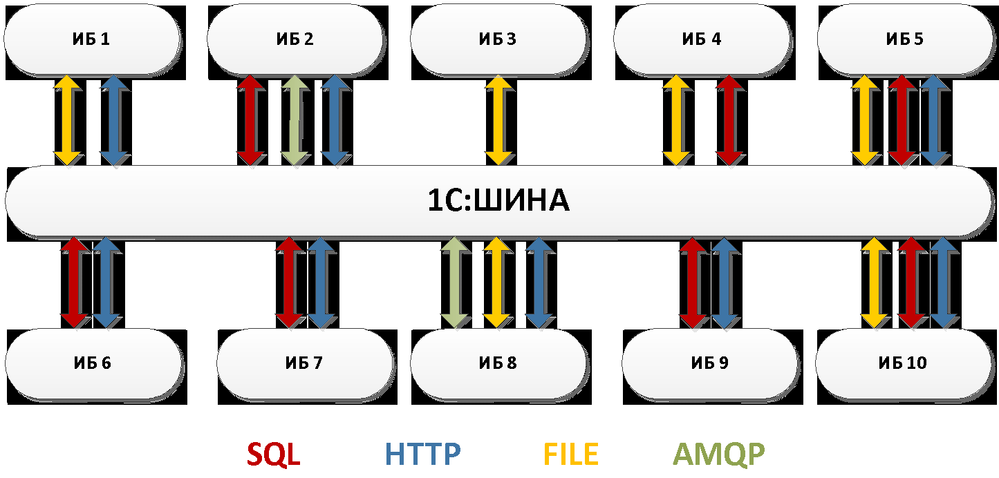 ИБ 1
ИБ 2
ИБ 3
ИБ 4
ИБ 5
1С:ШИНА
ИБ 6
ИБ 7
ИБ 8
ИБ 9
ИБ 10
SQL HTTP FILE AMQP